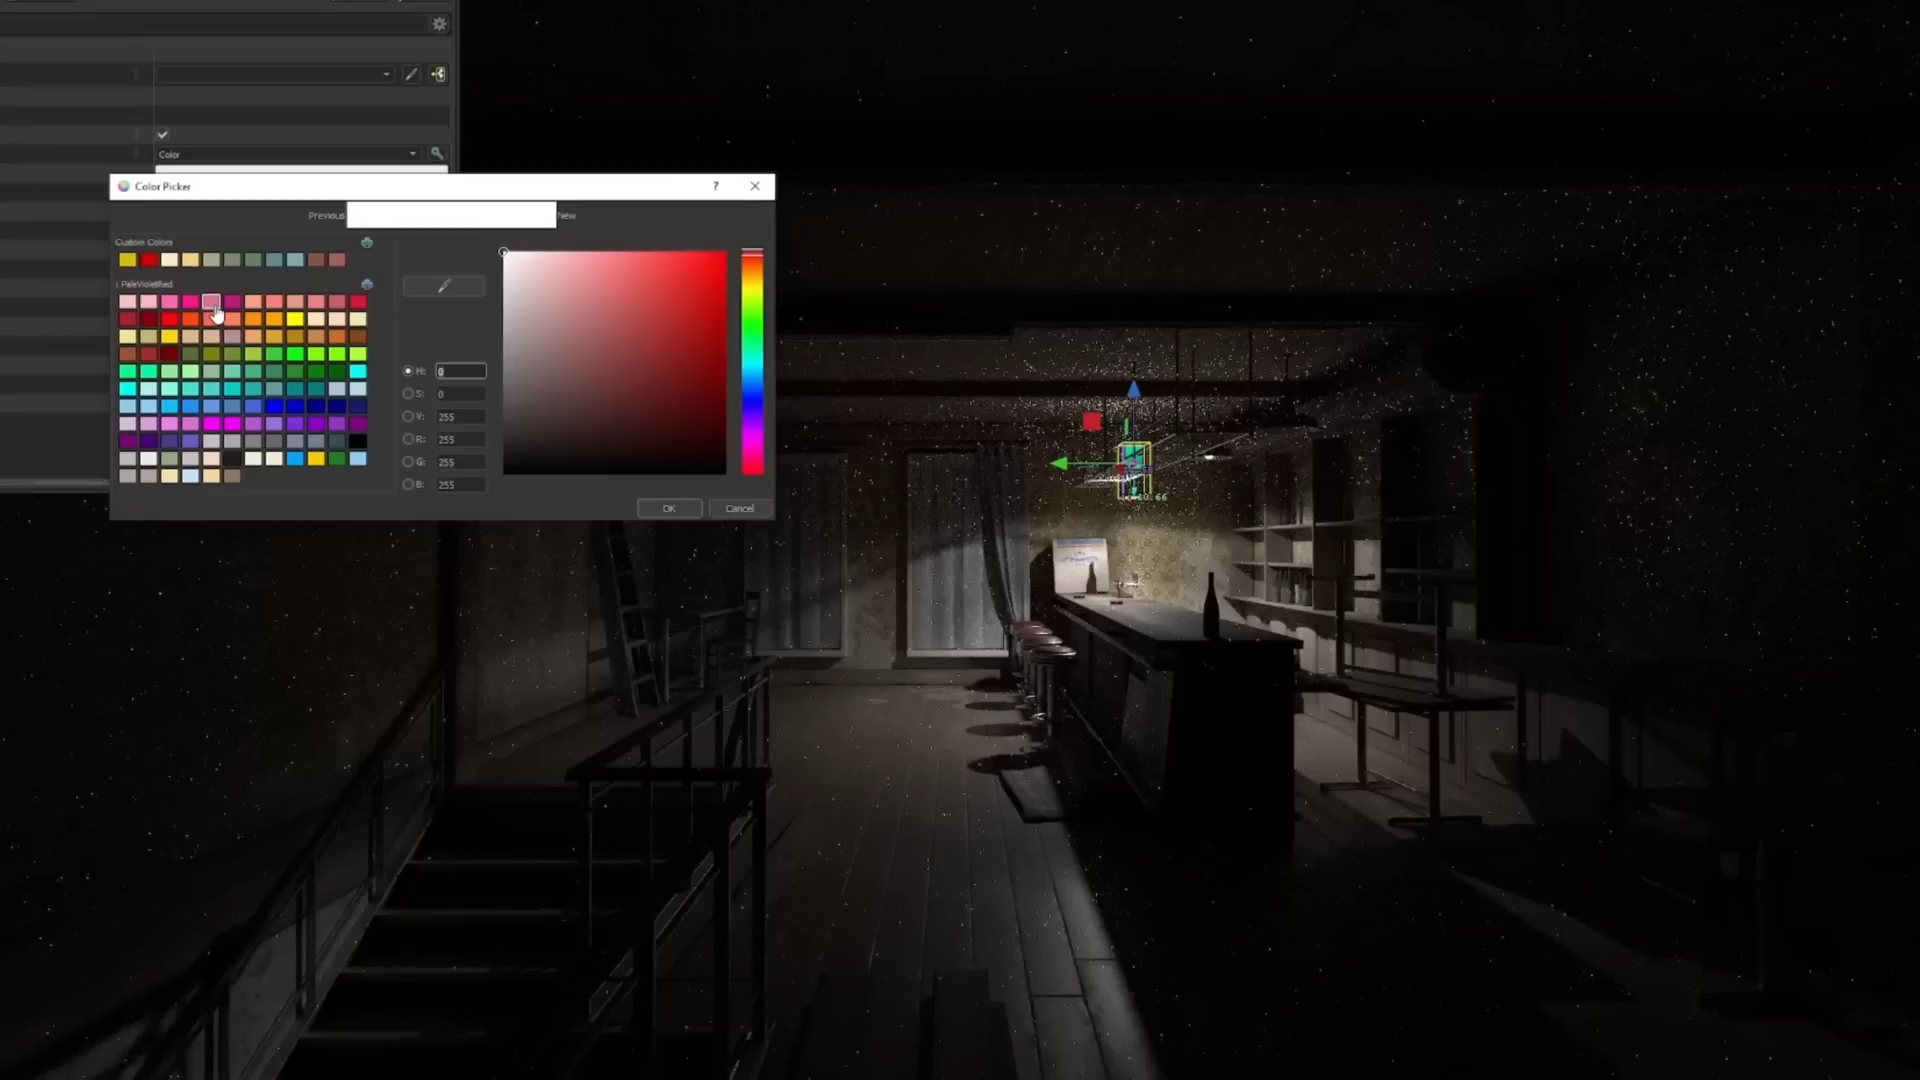 Color
Color Picker
?
Previous
New
Custom Colors
PaleVioletRed
H: 0
S: 0
V: 255
R: 255
G: 255
B: 255
OK
Cancel